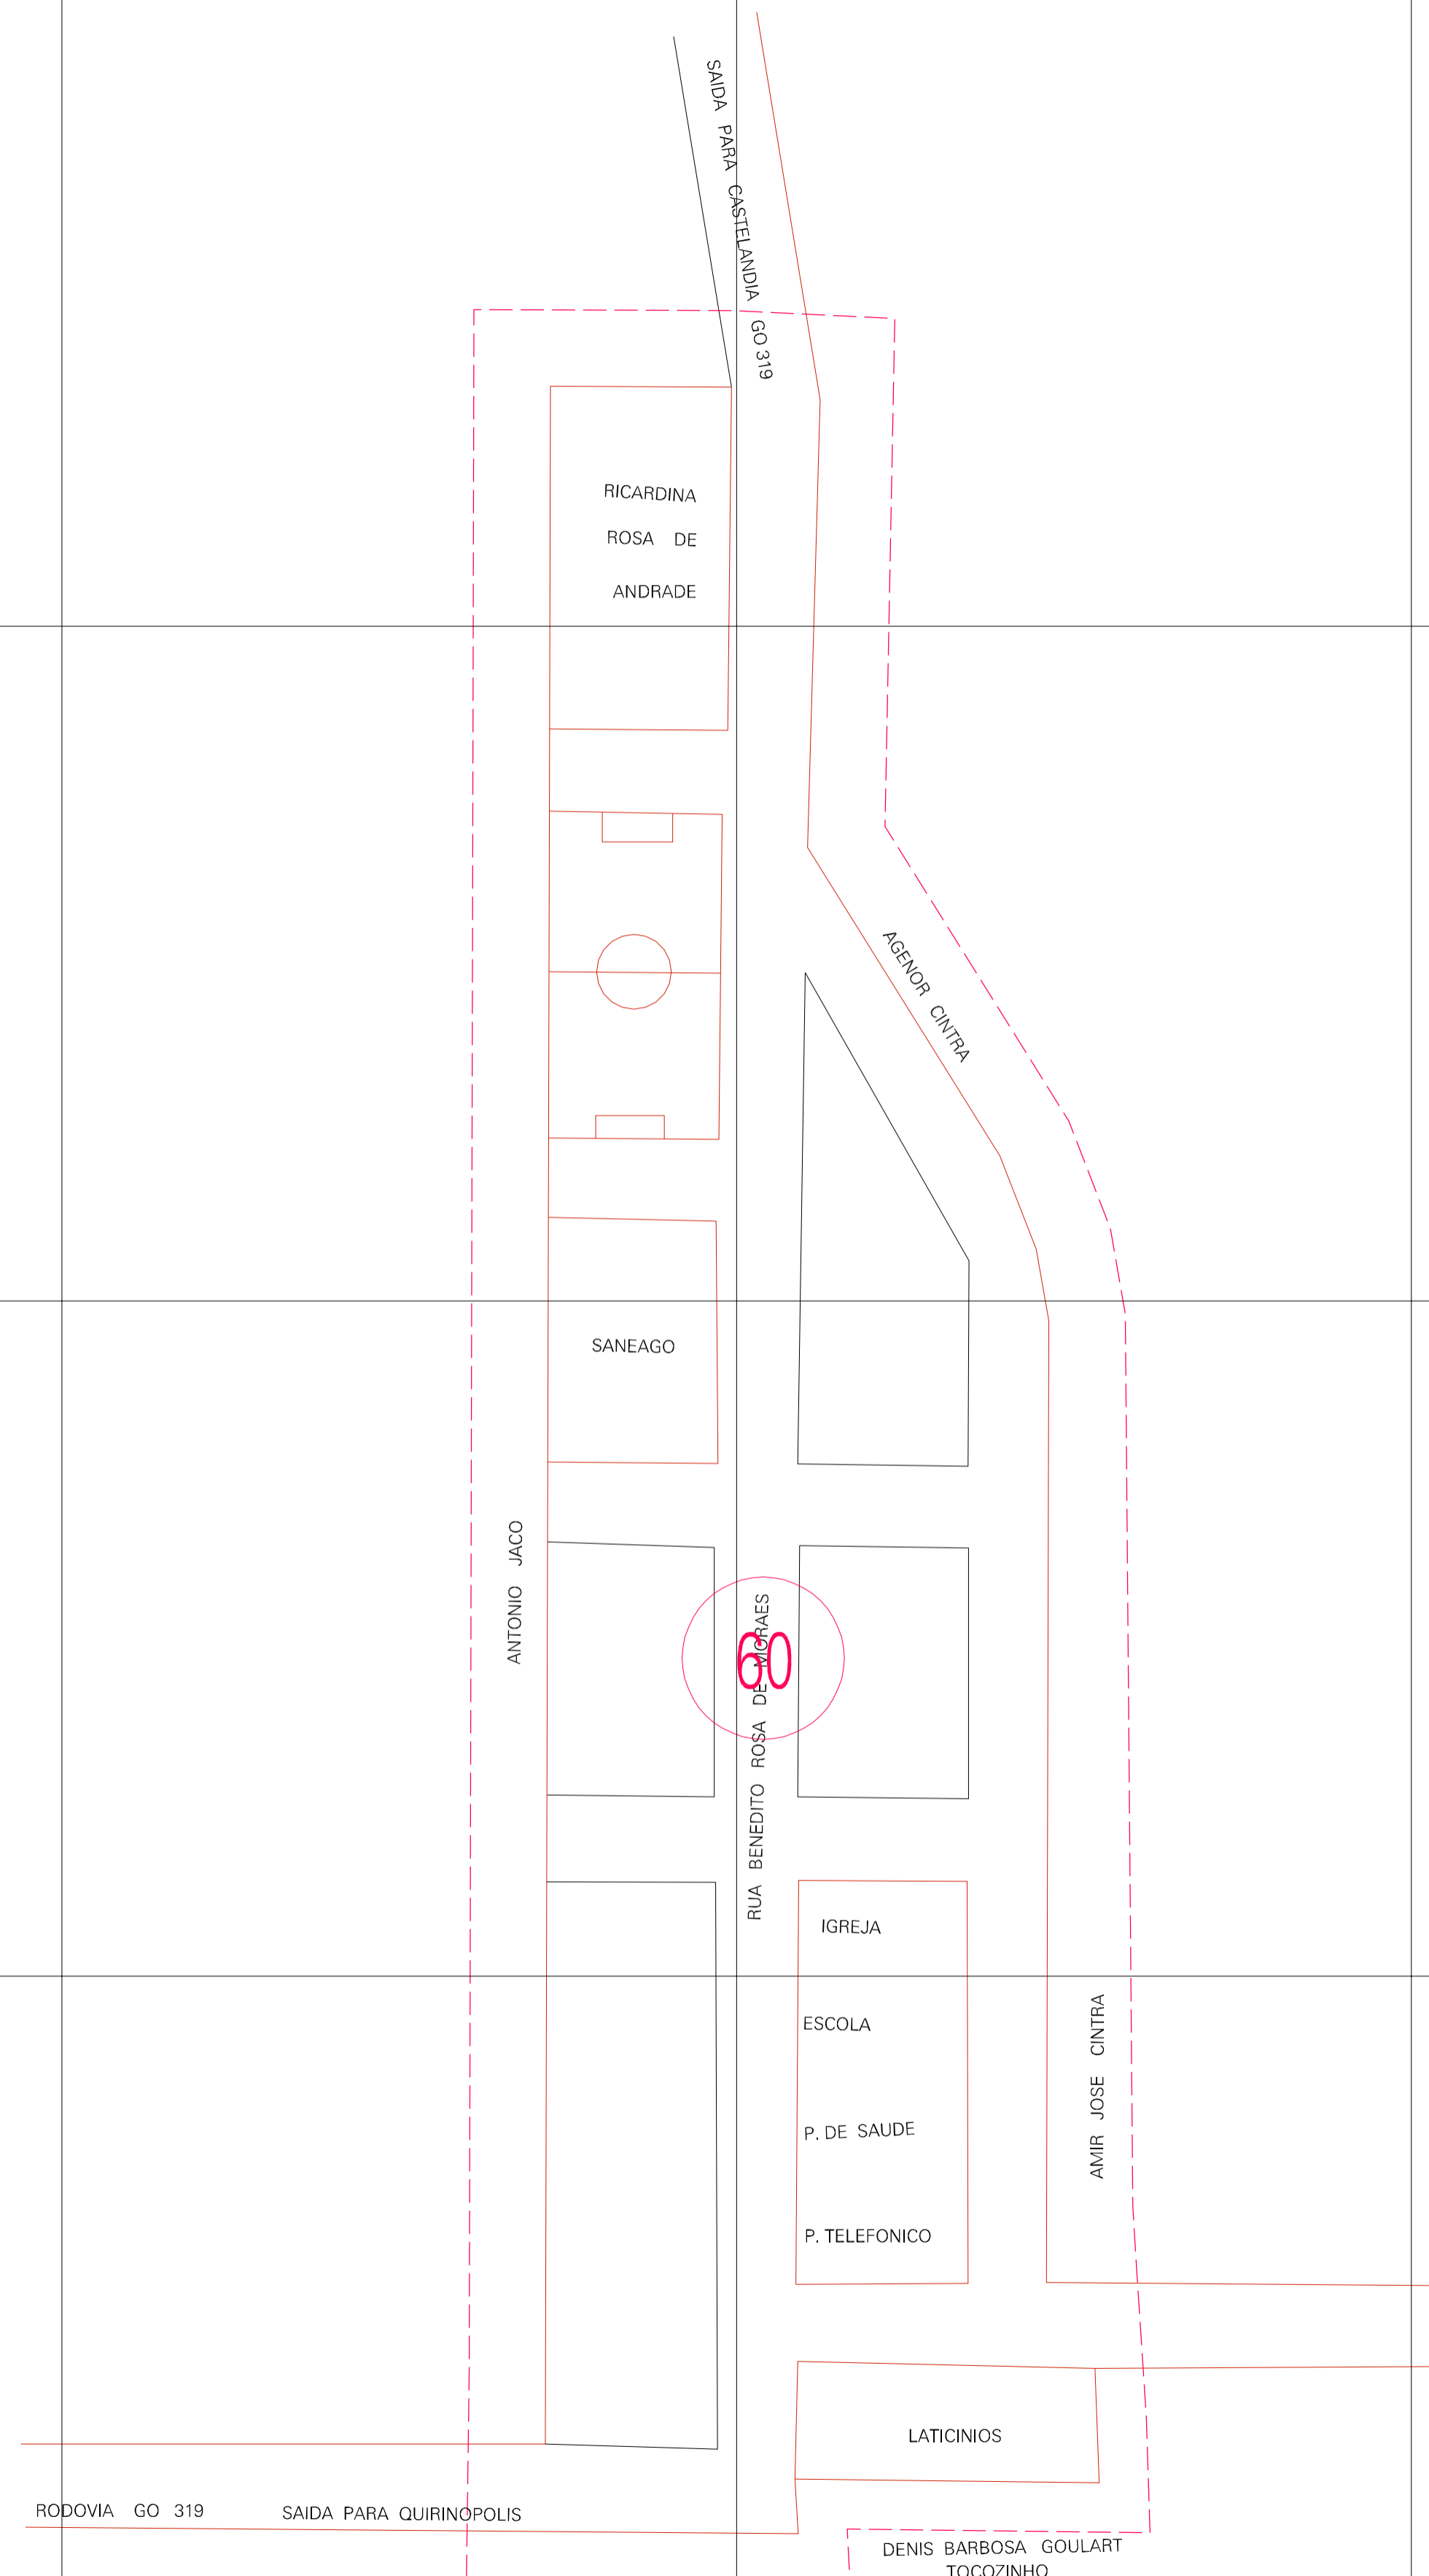 SAIDA PARA CASTELANDIA GO 319
RICARDINA
ROSA DE
ANDRADE
AGENOR CINTRA
SANEAGO
ANTONIO JACO
RUA BENEDITO ROSA DE MORAES
60
IGREJA
ESCOLA
P. DE SAUDE
P. TELEFONICO
AMIR JOSE CINTRA
LATICINIOS
RODOVIA GO 319
SAIDA PARA QUIRINOPOLIS
DENIS BARBOSA GOULART
TOCOZINHO